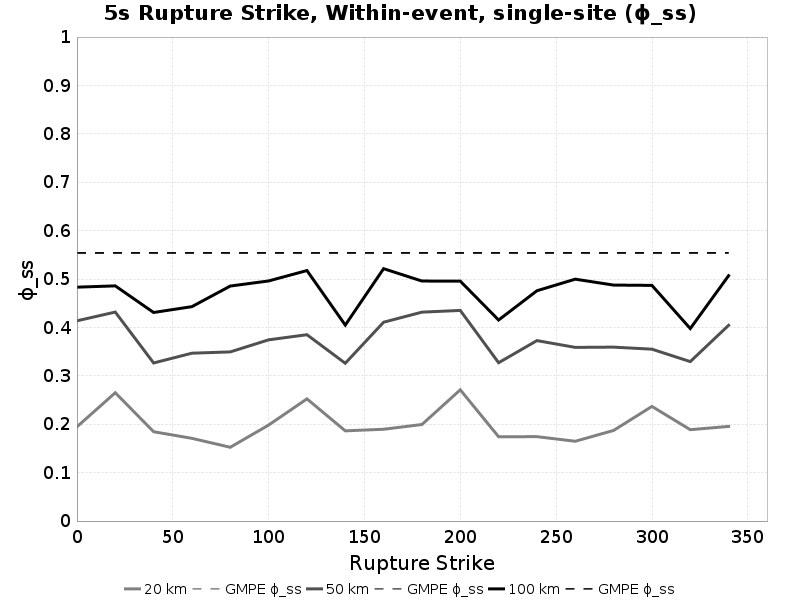 5s Rupture Strike, Within-event, single-site (ϕ_ss)
1
0.9
0.8
0.7
0.6
0.5
0.4
0.3
0.2
0.1
0
ϕ_ss
0 50 100 150 200 250 300 350
Rupture Strike
20 km GMPE ϕ_ss 50 km GMPE ϕ_ss 100 km GMPE ϕ_ss